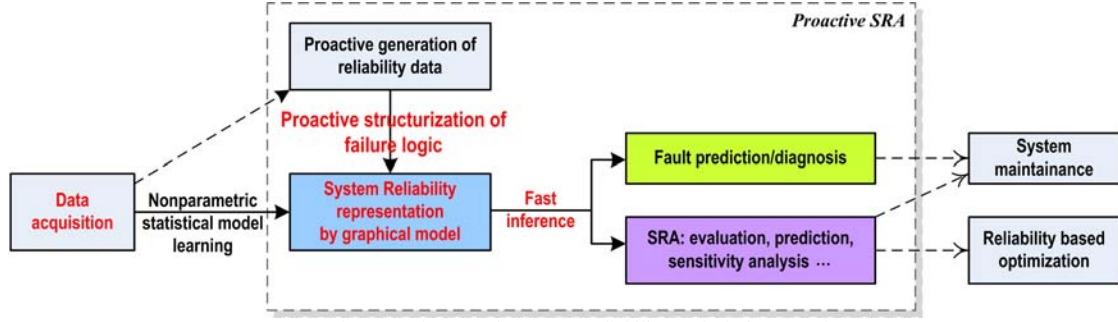 Proactive SRA
Proactive generation of
reliability data
Proactive structurization of
failure logic
Data
acquisition
Nonparametric
statistical model
learning
System Reliability
representation
by graphical model
Fast
inference
Fault prediction/diagnosis
SRA: evaluation, prediction,
sensitivity analysis ...
System
maintainance
Reliability based
optimization